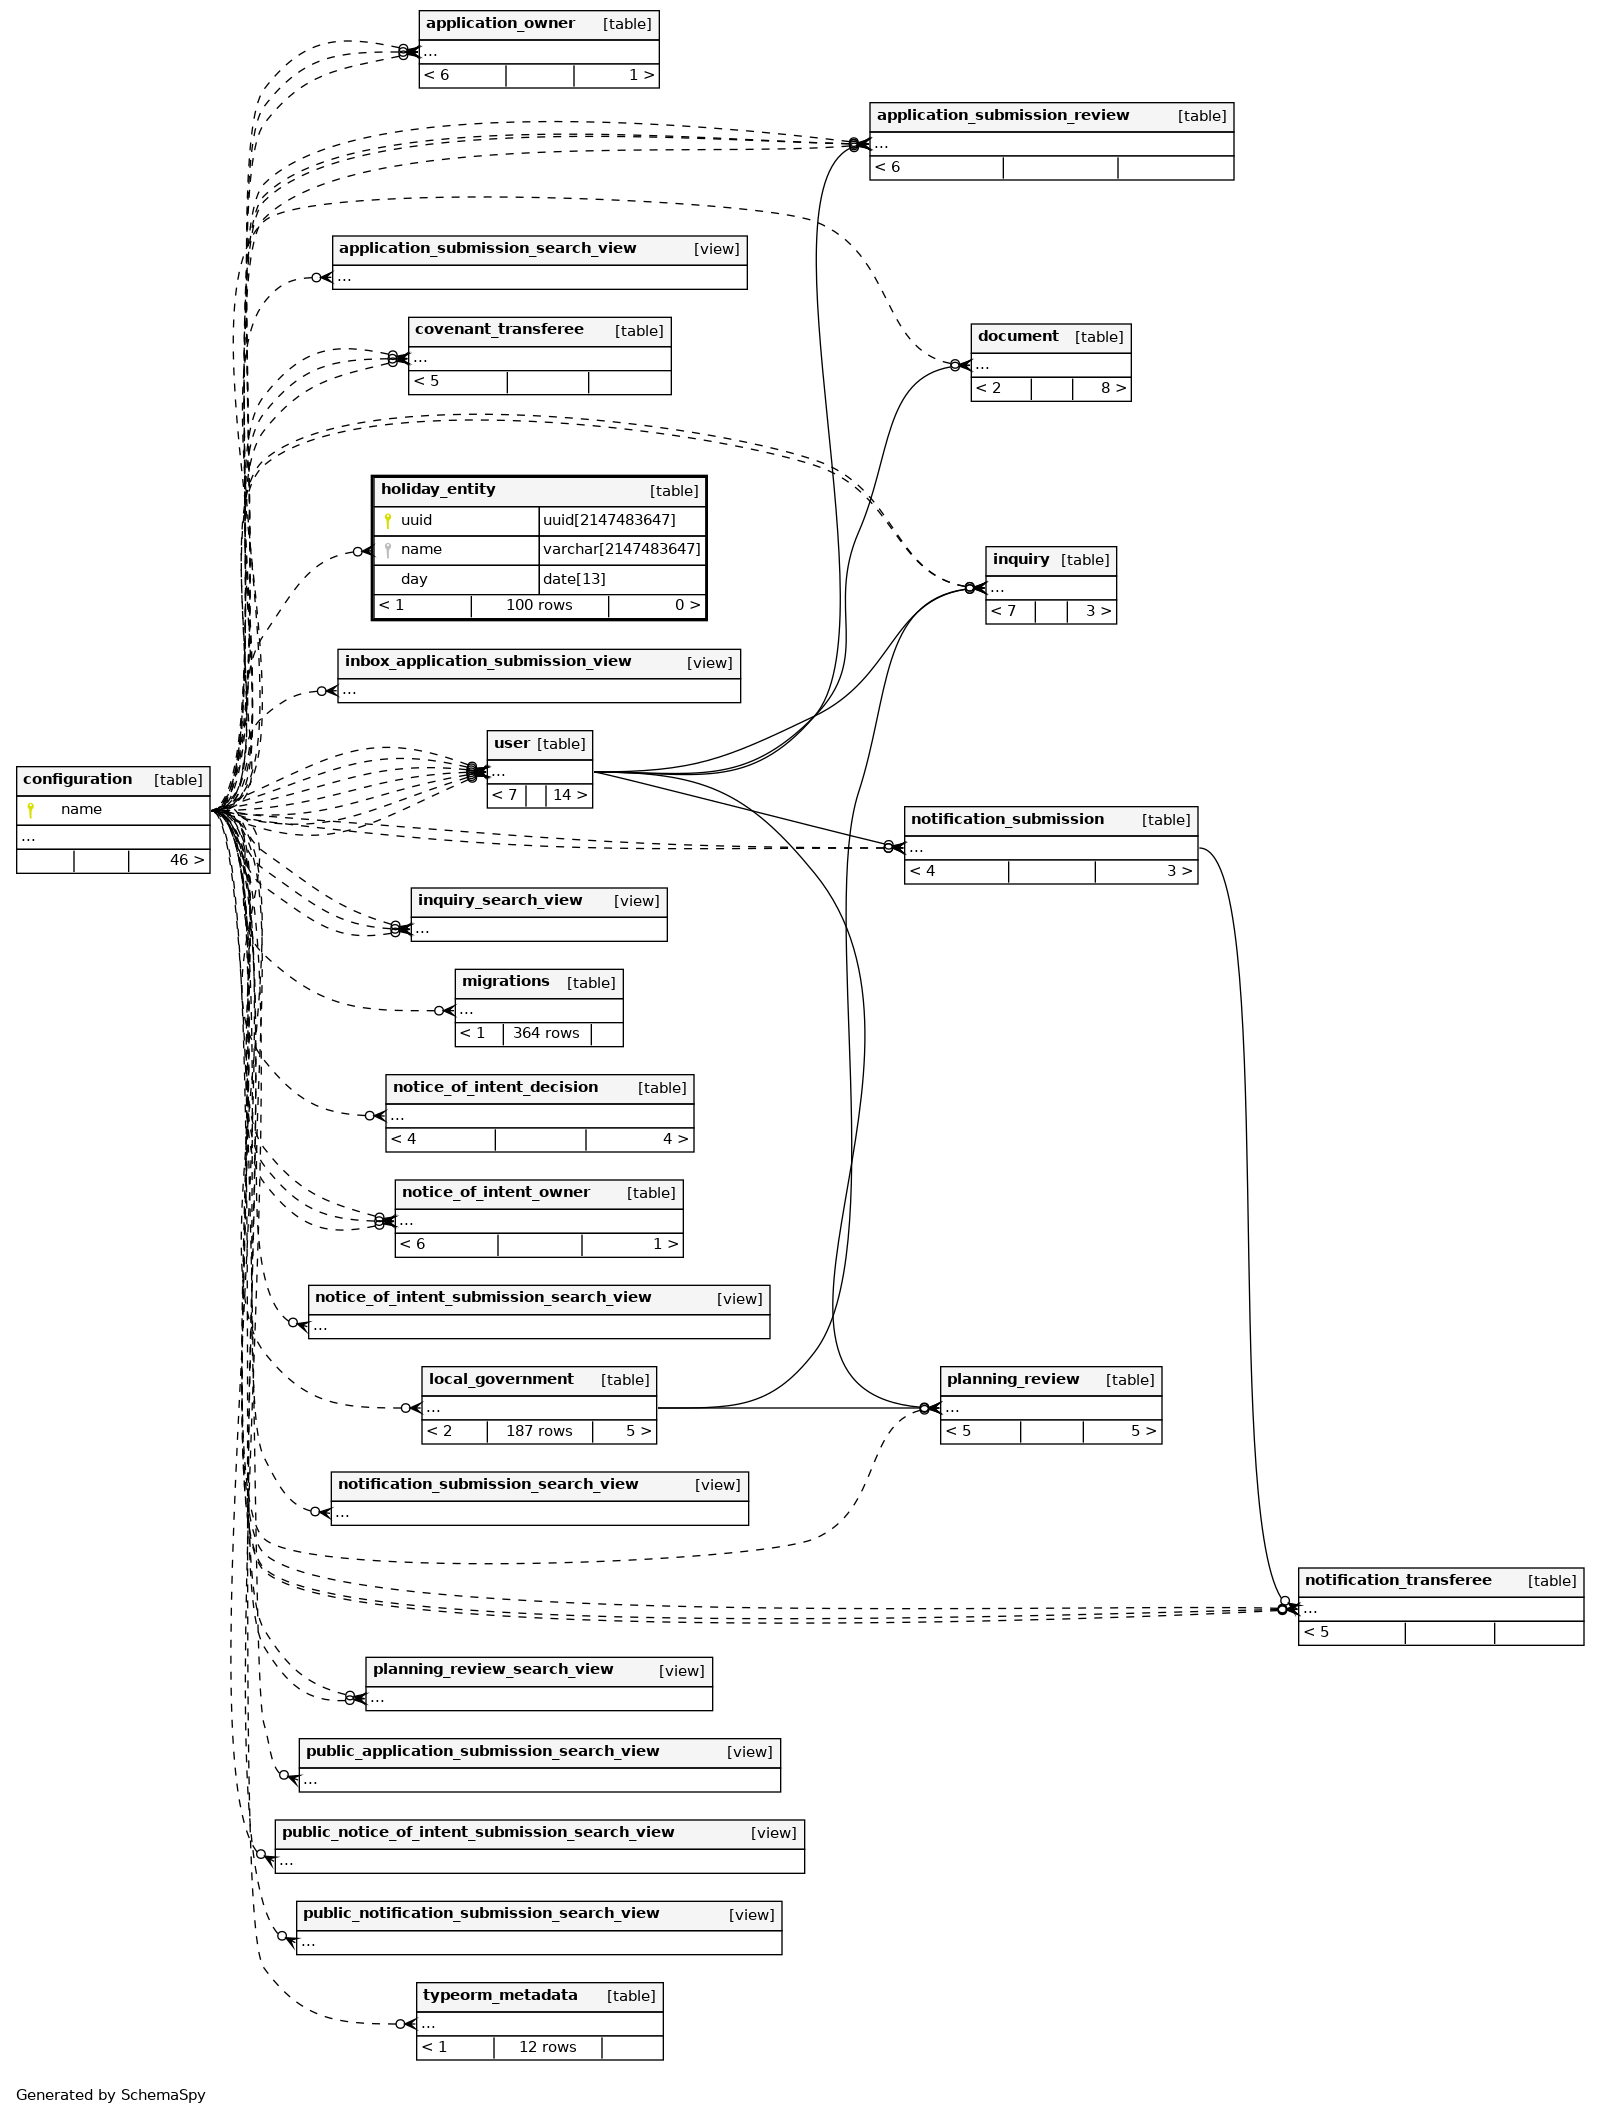 application_owner [table]
...
< 6 1 >
application_submission_review [table]
...
< 6
application_submission_search_view [view]
...
covenant_transferee [table]
...
< 5
document [table]
...
< 2 8 >
holiday_entity [table]
uuid uuid[2147483647]
name varchar[2147483647]
day date[13]
< 1 100 rows 0 >
inquiry [table]
...
< 7 3 >
inbox_application_submission_view [view]
...
user [table]
...
< 7 14 >
configuration [table]
name
...
46 >
notification_submission [table]
...
< 4 3 >
inquiry_search_view [view]
...
migrations [table]
...
< 1 364 rows
notice_of_intent_decision [table]
...
< 4 4 >
notice_of_intent_owner [table]
...
< 6 1 >
notice_of_intent_submission_search_view [view]
...
local_government [table]
...
< 2 187 rows 5 >
planning_review [table]
...
< 5 5 >
notification_submission_search_view [view]
...
notification_transferee [table]
...
< 5
planning_review_search_view [view]
...
public_application_submission_search_view [view]
...
public_notice_of_intent_submission_search_view [view]
...
public_notification_submission_search_view [view]
...
typeorm_metadata [table]
...
< 1 12 rows
Generated by SchemaSpy